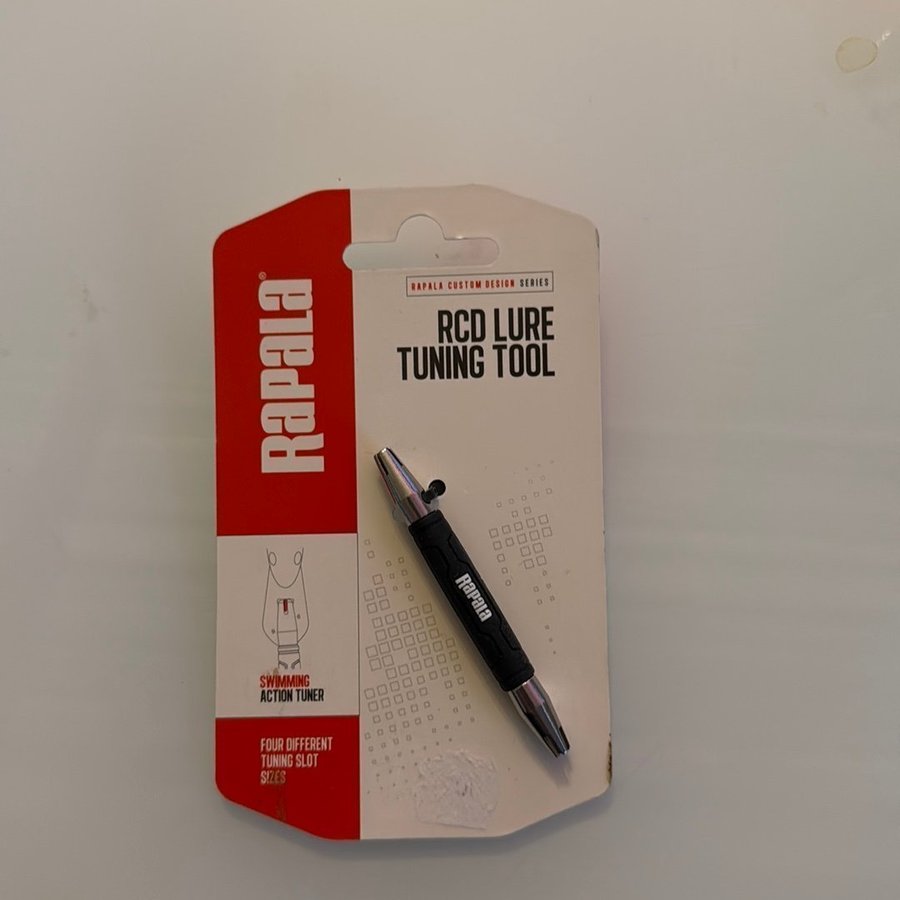 RAPALA CUSTOM DESIGN SERIES
RCD LURE
TUNING TOOL
Rapala®
Rapala
SWIMMING
ACTION TUNER
FOUR DIFFERENT
TUNING SLOT
SIZES